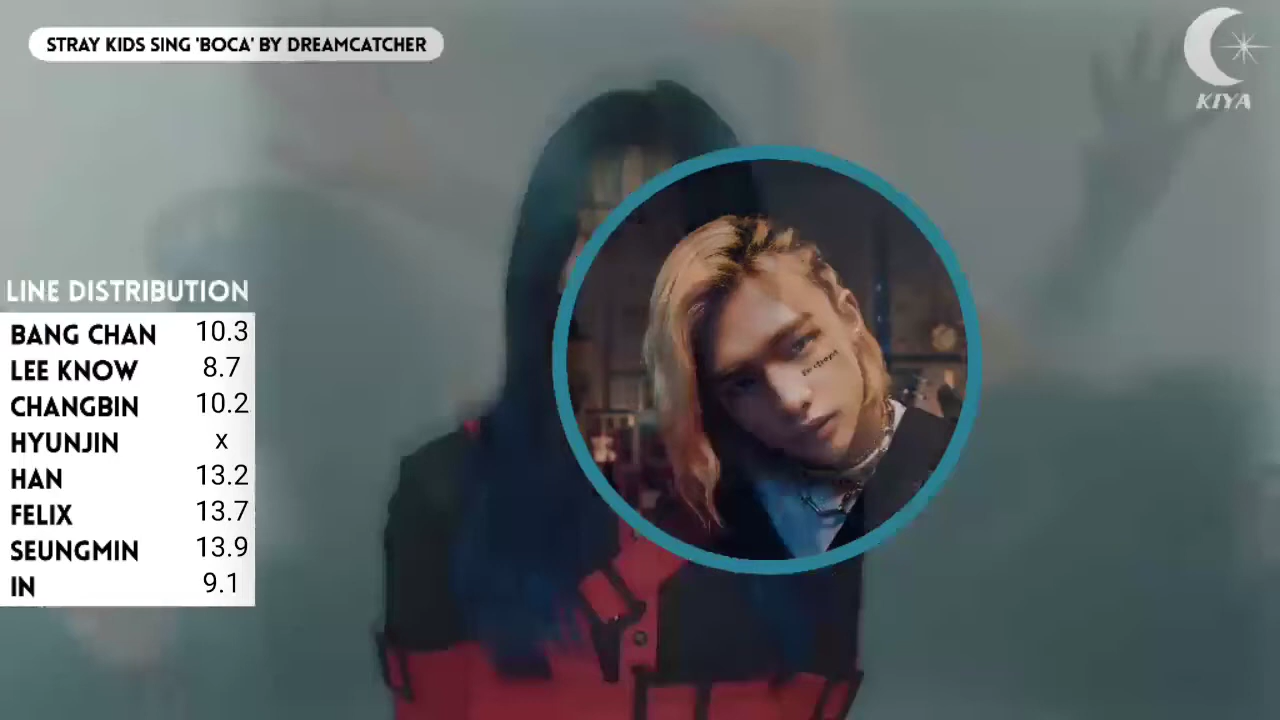 STRAY KIDS SING 'BOCA' BY DREAMCATCHER
KIYA
LINE DISTRIBUTION
BANG CHAN 10.3
LEE KNOW 8.7
CHANGBIN 10.2
HYUNJIN x
HAN 13.2
FELIX 13.7
SEUNGMIN 13.9
IN 9.1